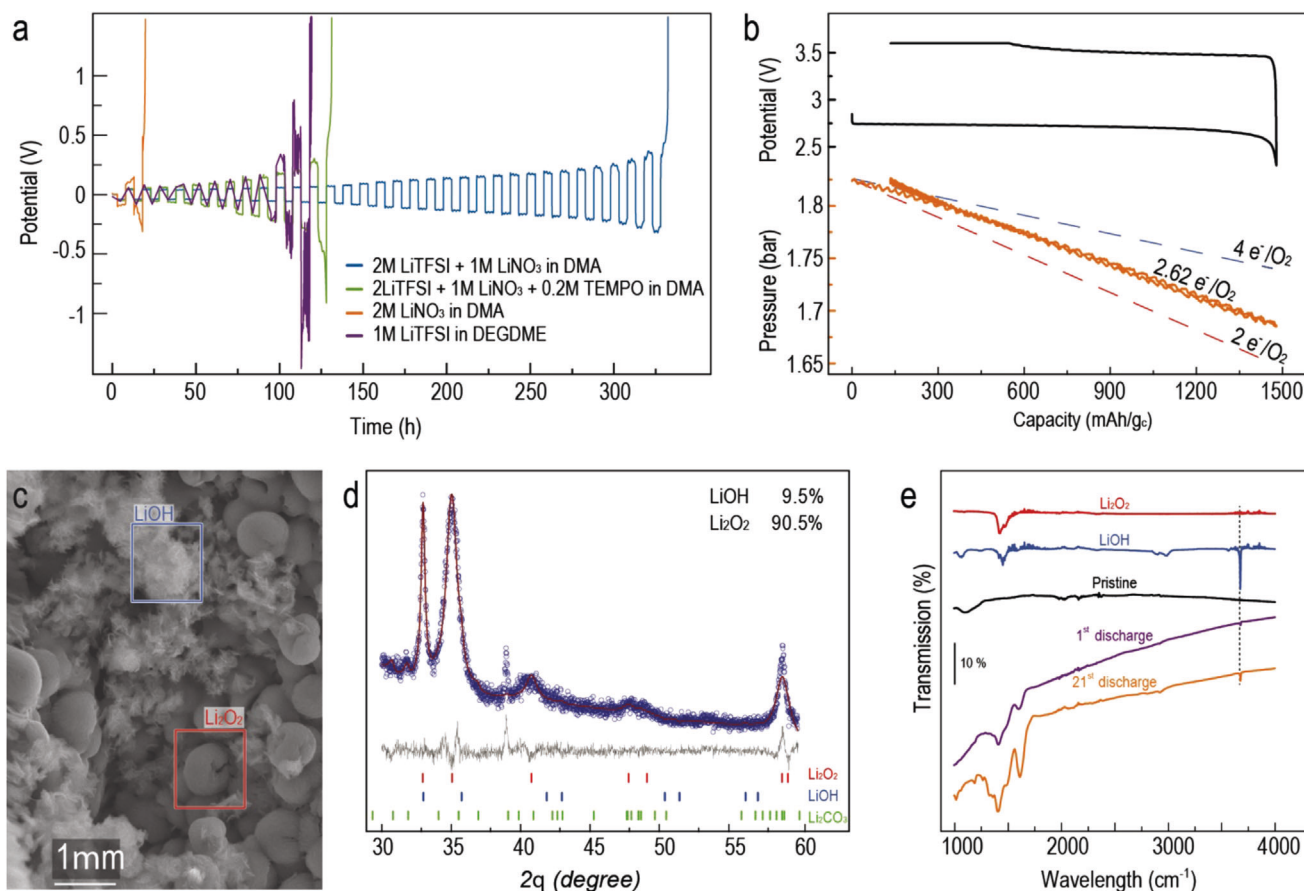 a
Potential (V)
1
0.5
0
-0.5
-1
2M LiTFSI + 1M LiNO₃ in DMA
2LiTFSI + 1M LiNO₃ + 0.2M TEMPO in DMA
2M LiNO₃ in DMA
1M LiTFSI in DEGDME
0 50 100 150 200 250 300
Time (h)
b
Potential (V)
3.5
3
2.5
Pressure (bar)
1.8
1.75
1.7
1.65
4 e⁻/O₂
2.62 e⁻/O₂
2 e⁻/O₂
0 300 600 900 1200 1500
Capacity (mAh/g꜀)
c
LiOH
Li₂O₂
1mm
d
LiOH 9.5%
Li₂O₂ 90.5%
Li₂O₂
LiOH
Li₂CO₃
30 35 40 45 50 55 60
2q (degree)
e
Transmission (%)
Li₂O₂
LiOH
Pristine
1st discharge
10 %
21st discharge
1000 2000 3000 4000
Wavelength (cm⁻¹)